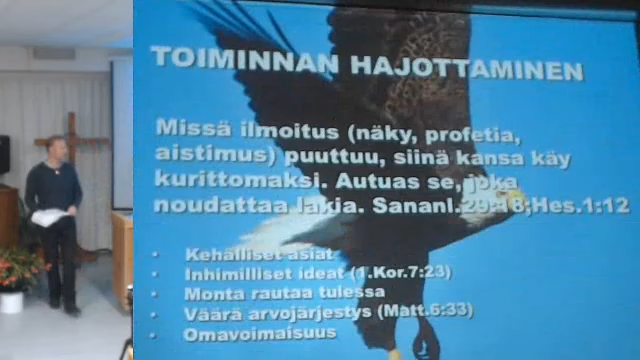 TOIMINNAN HAJOTTAMINEN
Missä ilmoitus (näky, profetia,
aistimus) puuttuu, siinä kansa käy
kurittomaksi. Autuas se, joka
noudattaa lakia. Sananl.29:18;Hes.1:12
• Kehälliset asiat
• Inhimilliset ideat (1.Kor.7:23)
• Monta rautaa tulessa
• Väärä arvojärjestys (Matt.6:33)
• Omavoimaisuus